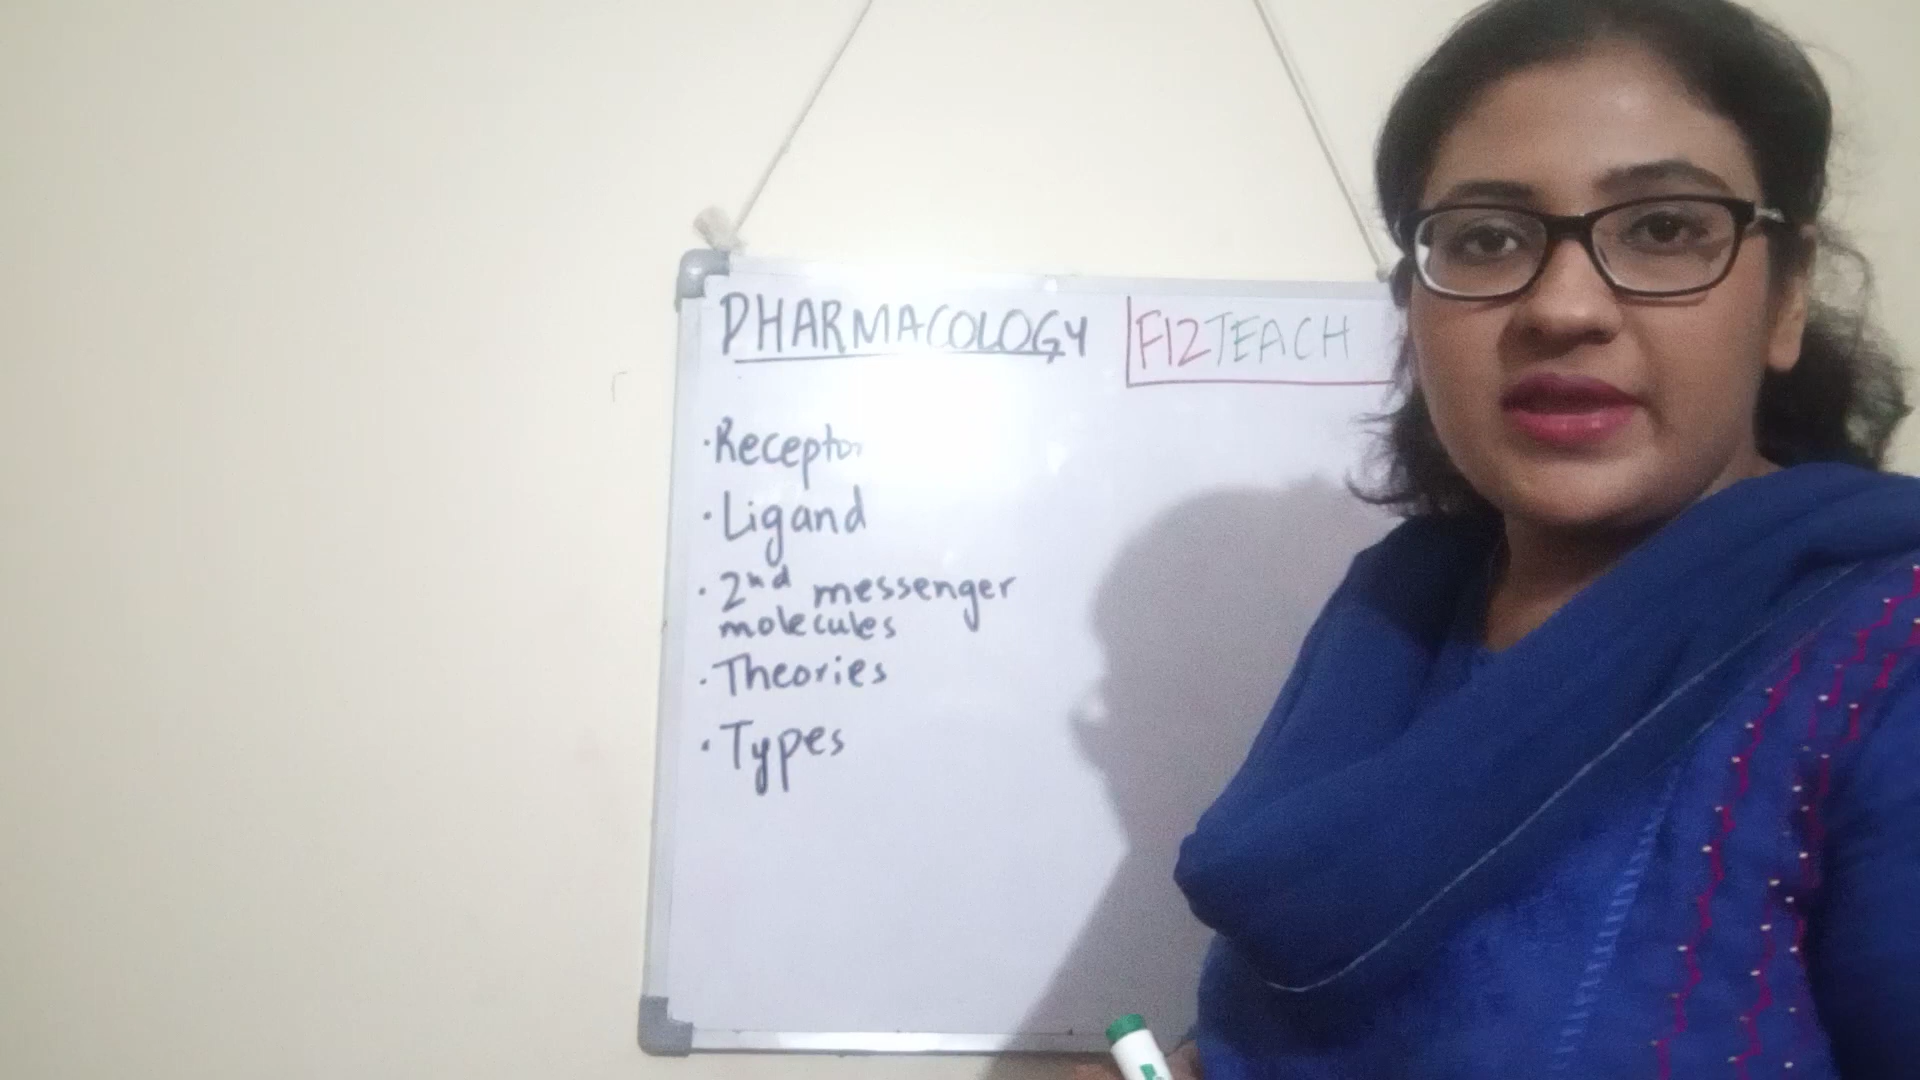 PHARMACOLOGY
FIZTEACH
· Receptor
· Ligand
· 2nd messenger
molecules
· Theories
· Types